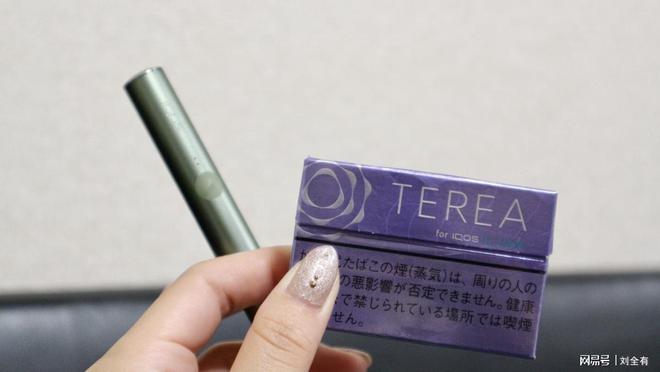 TEREA
for IQOS ILUMA
たばこの煙(蒸気)は、周りの人の
の悪影響が否定できません。健康
で禁じられている場所では喫煙
せん。
网易号 | 刘全有